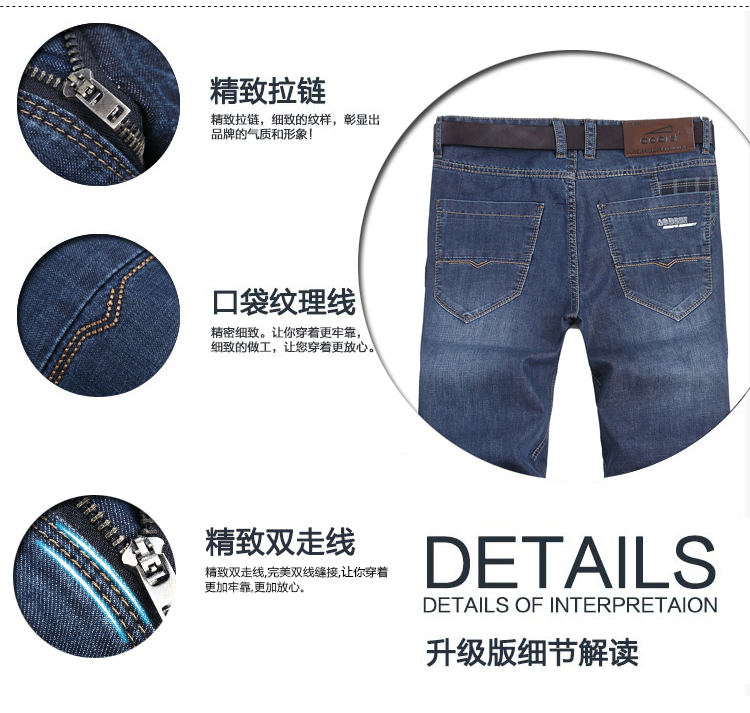 精致拉链
精致拉链，细致的纹样，彰显出
品牌的气质和形象！
口袋纹理线
精密细致。让你穿着更牢靠，
细致的做工，让您穿着更放心。
精致双走线
精致双走线,完美双线缝接,让你穿着
更加牢靠,更加放心。
DETAILS
DETAILS OF INTERPRETAION
升级版细节解读